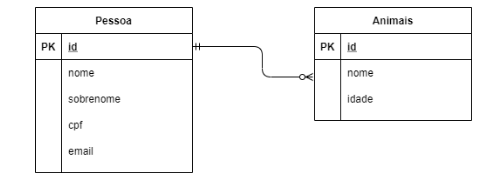 Pessoa
PK id
nome
sobrenome
cpf
email
Animais
PK id
nome
idade